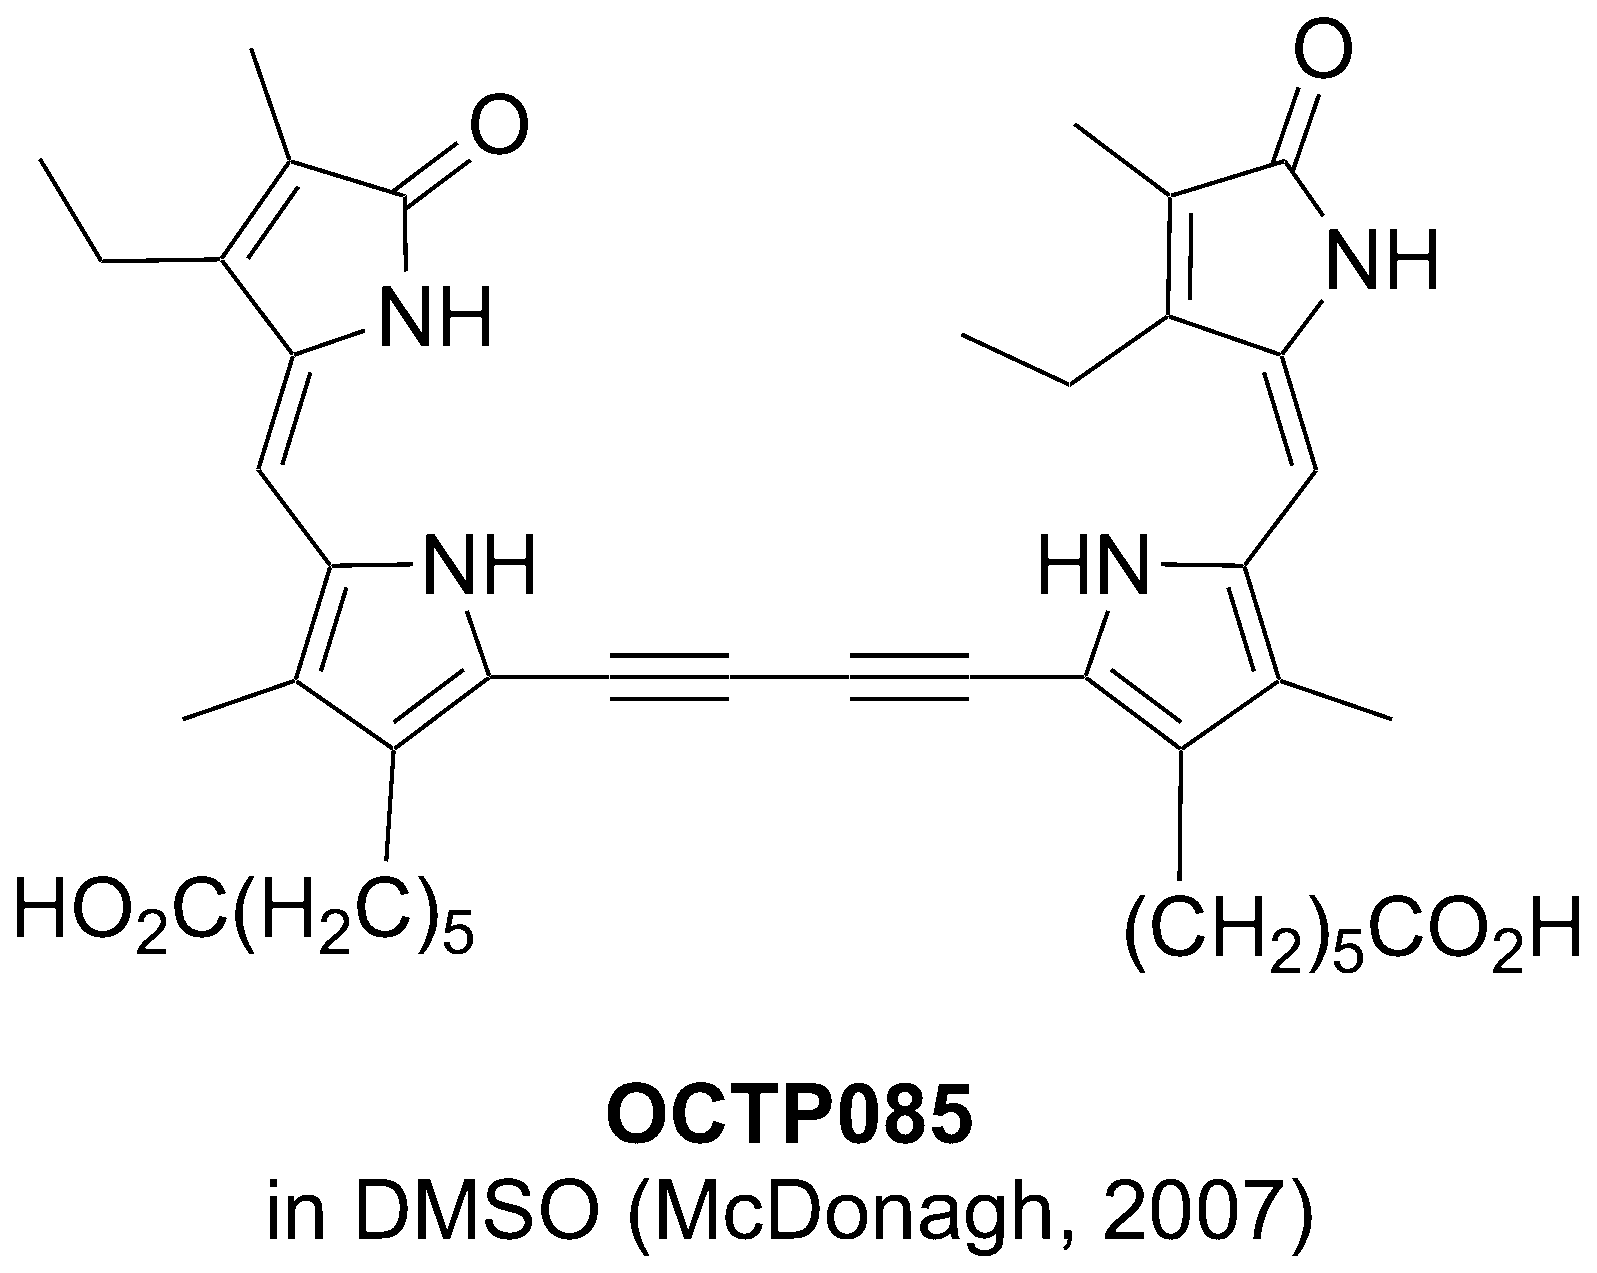 O
O
NH
NH
NH
HN
HO₂C(H₂C)₅
(CH₂)₅CO₂H
OCTP085
in DMSO (McDonagh, 2007)